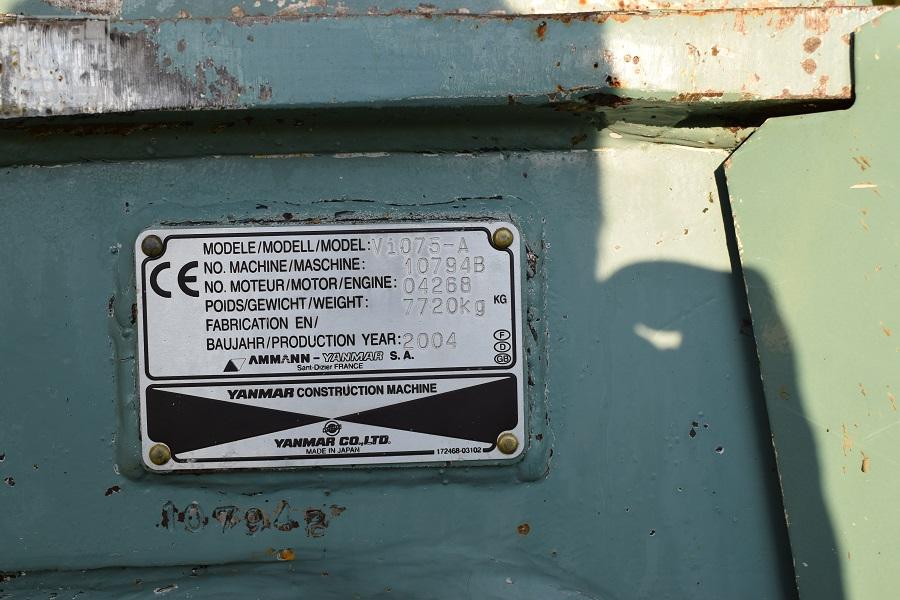 MODELE/MODELL/MODEL: Vi075-A
NO. MACHINE/MASCHINE: 10794B
NO. MOTEUR/MOTOR/ENGINE: 04268
POIDS/GEWICHT/WEIGHT: 7720kg KG
FABRICATION EN/
BAUJAHR/PRODUCTION YEAR: 2004
F
D
GB
CE
AMMANN-YANMAR S.A.
Saint-Dizier FRANCE
YANMAR CONSTRUCTION MACHINE
YANMAR CO.,LTD.
MADE IN JAPAN
172468-03102